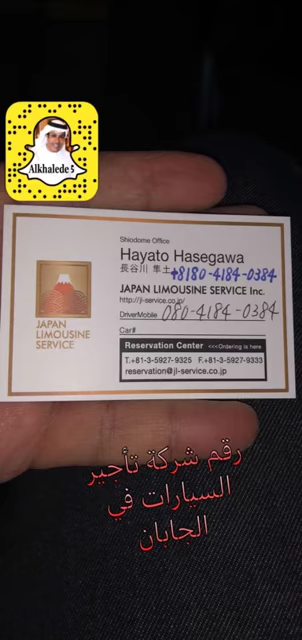 Alkhalede5
Shiodome Office
Hayato Hasegawa
長谷川 隼土 +8180-4184-0384
JAPAN LIMOUSINE SERVICE Inc.
http://jl-service.co.jp/
DriverMobile 080-4184-0384
Car#
JAPAN
LIMOUSINE
SERVICE
Reservation Center <<<Ordering is here
T.+81-3-5927-9325 F.+81-3-5927-9333
reservation@jl-service.co.jp
رقم شركة تأجير
السيارات في
الجابان